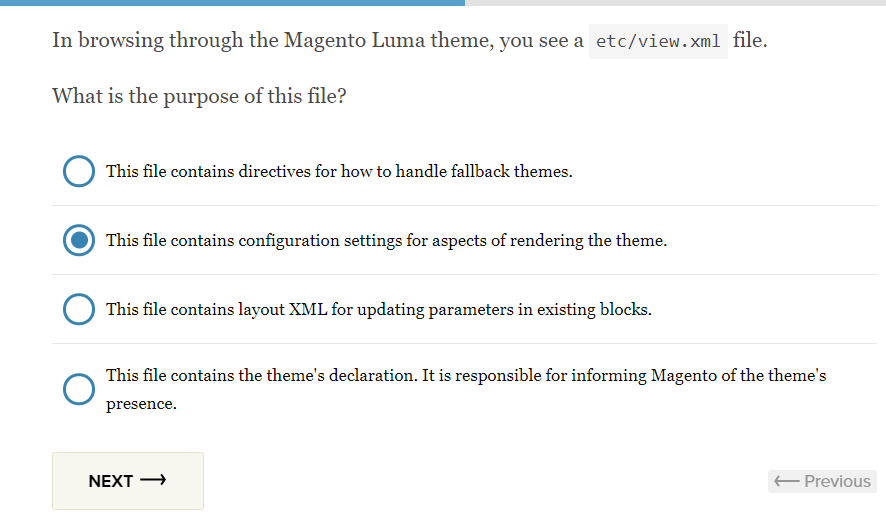 In browsing through the Magento Luma theme, you see a etc/view.xml file.
What is the purpose of this file?
This file contains directives for how to handle fallback themes.
This file contains configuration settings for aspects of rendering the theme.
This file contains layout XML for updating parameters in existing blocks.
This file contains the theme's declaration. It is responsible for informing Magento of the theme's
presence.
NEXT ⟶
⟵ Previous